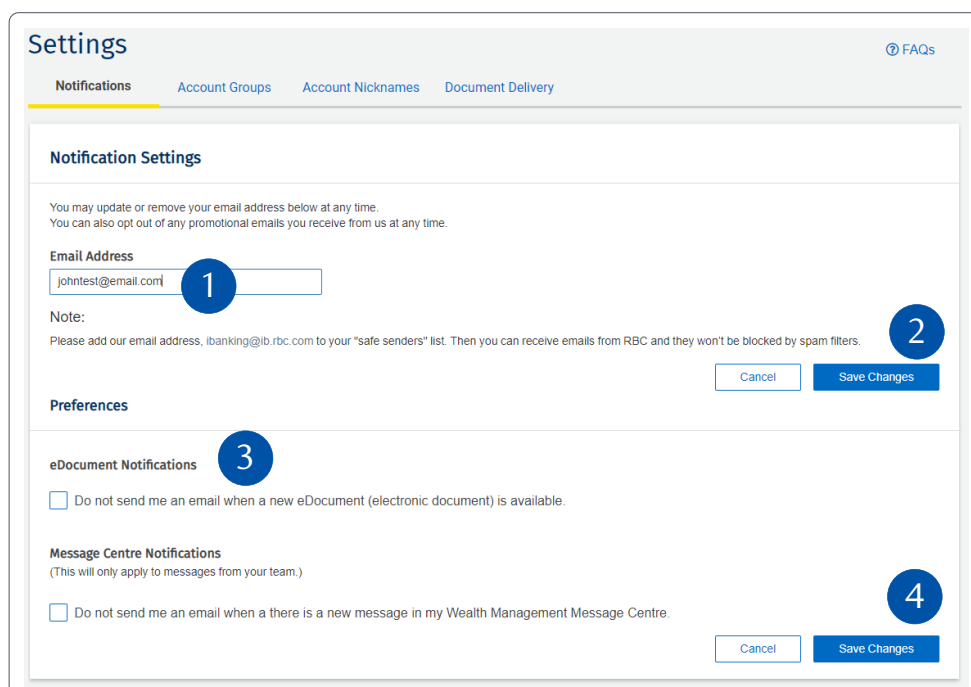 Settings
FAQs
Notifications Account Groups Account Nicknames Document Delivery
Notification Settings
You may update or remove your email address below at any time.
You can also opt out of any promotional emails you receive from us at any time.
Email Address
johntest@email.com
1
Note:
2
Please add our email address, ibanking@ib.rbc.com to your "safe senders" list. Then you can receive emails from RBC and they won't be blocked by spam filters.
Cancel Save Changes
Preferences
eDocument Notifications
3
Do not send me an email when a new eDocument (electronic document) is available.
Message Centre Notifications
(This will only apply to messages from your team.)
4
Do not send me an email when a there is a new message in my Wealth Management Message Centre.
Cancel Save Changes